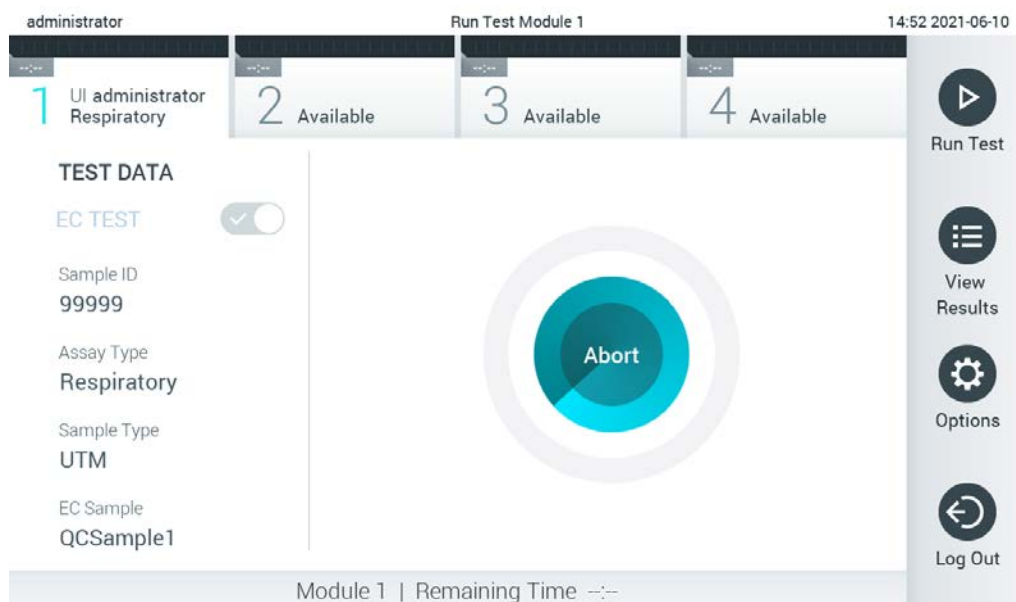 administrator
Run Test Module 1
14:52 2021-06-10
--:--
1
UI administrator
Respiratory
--:--
2 Available
--:--
3 Available
--:--
4 Available
TEST DATA
EC TEST
Sample ID
99999
Assay Type
Respiratory
Sample Type
UTM
EC Sample
QCSample1
Abort
Run Test
View
Results
Options
Log Out
Module 1 | Remaining Time --:--